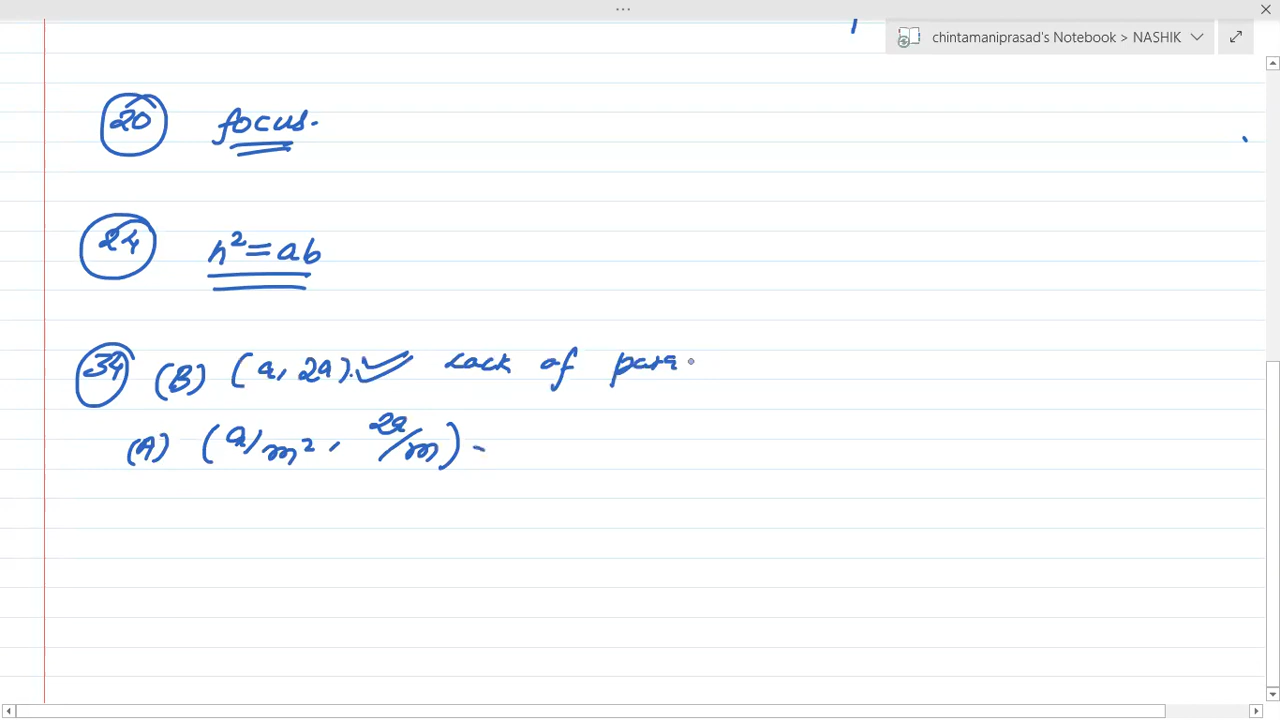 ...
chintamaniprasad's Notebook > NASHIK
20 focus.
24 h²=ab
34 (B) (a, 2a). ✓ Lack of para
(A) (a/m², 2a/m) -